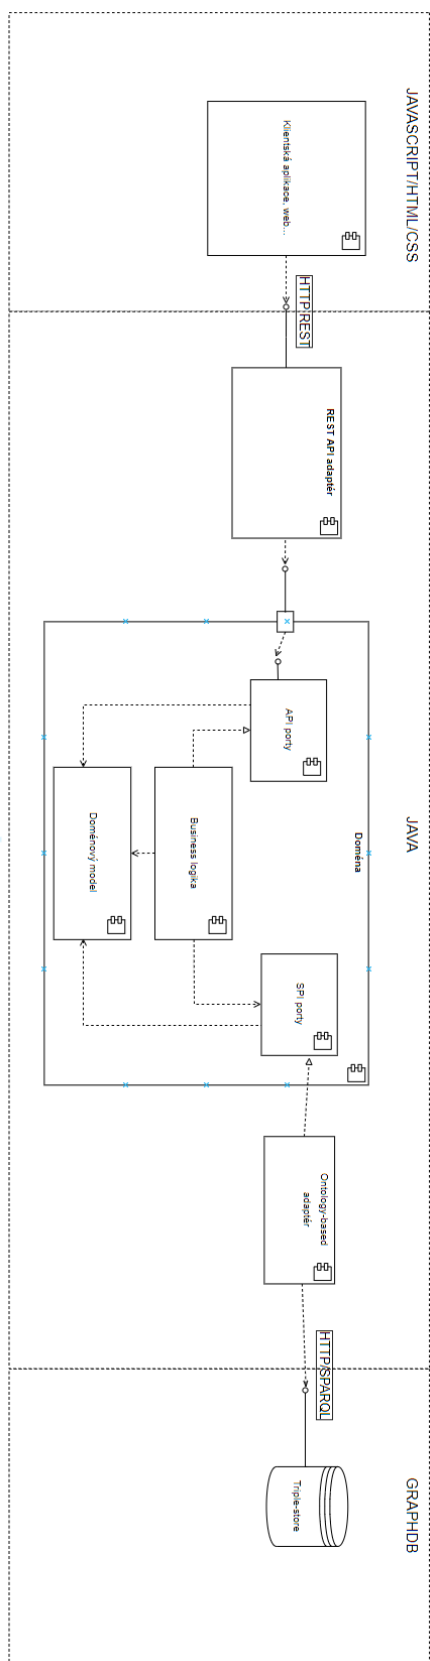 JAVASCRIPT/HTML/CSS
Klientská aplikace, web...
HTTP/REST
REST API adaptér
JAVA
Doména
API porty
Business logika
Doménový model
SPI porty
Ontology-based
adaptér
HTTP/SPARQL
GRAPHDB
Triple-store